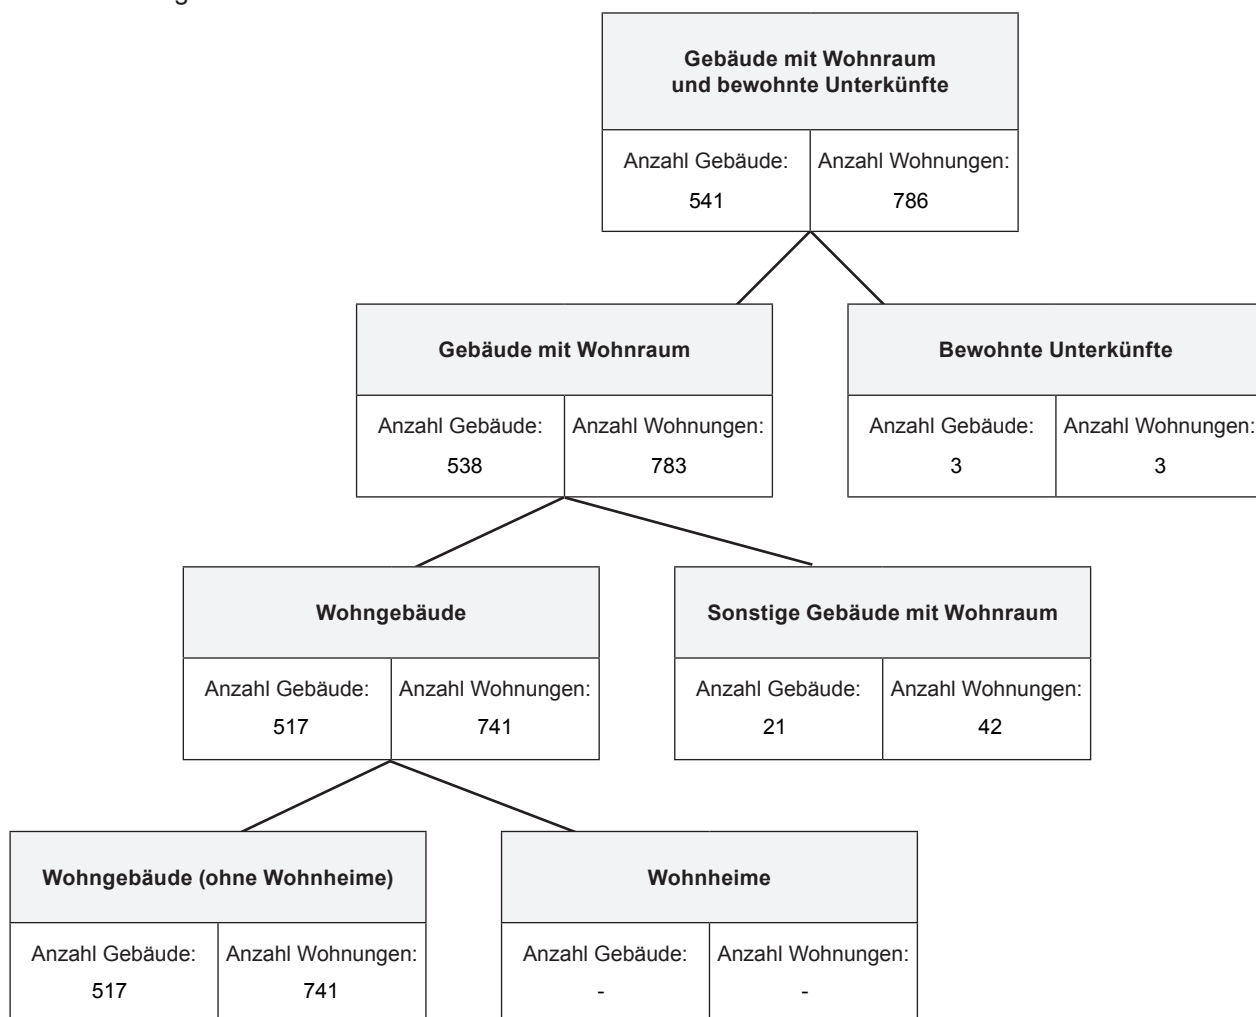 Gebäude mit Wohnraum
und bewohnte Unterkünfte
Anzahl Gebäude: Anzahl Wohnungen:
541 786
Gebäude mit Wohnraum
Anzahl Gebäude: Anzahl Wohnungen:
538 783
Bewohnte Unterkünfte
Anzahl Gebäude: Anzahl Wohnungen:
3 3
Wohngebäude
Anzahl Gebäude: Anzahl Wohnungen:
517 741
Sonstige Gebäude mit Wohnraum
Anzahl Gebäude: Anzahl Wohnungen:
21 42
Wohngebäude (ohne Wohnheime)
Anzahl Gebäude: Anzahl Wohnungen:
517 741
Wohnheime
Anzahl Gebäude: Anzahl Wohnungen:
- -